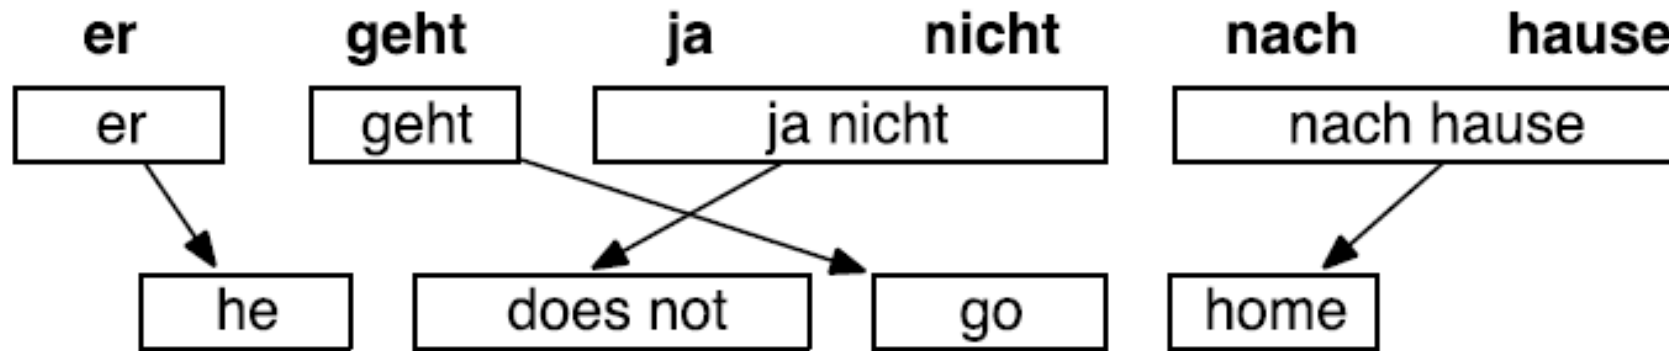 er geht ja nicht nach hause
er geht ja nicht nach hause
he does not go home